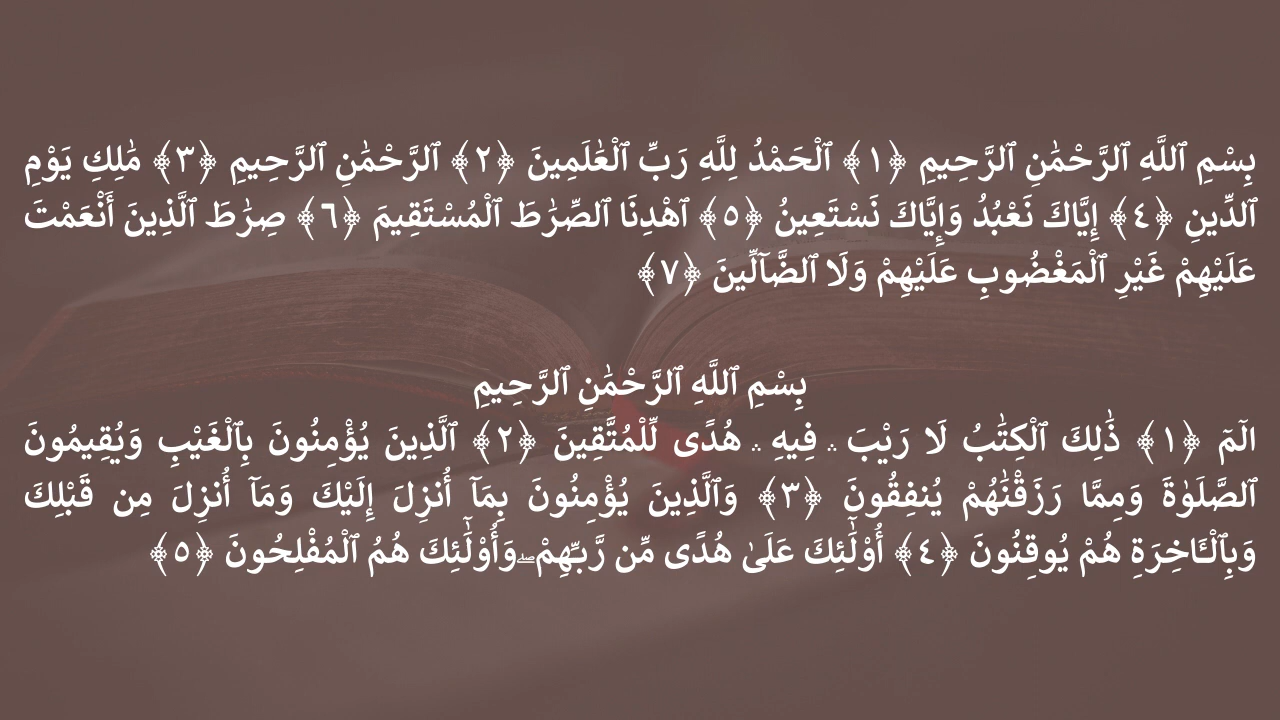 بِسْمِ ٱللَّهِ ٱلرَّحْمَٰنِ ٱلرَّحِيمِ ﴿١﴾ ٱلْحَمْدُ لِلَّهِ رَبِّ ٱلْعَٰلَمِينَ ﴿٢﴾ ٱلرَّحْمَٰنِ ٱلرَّحِيمِ ﴿٣﴾ مَٰلِكِ يَوْمِ
ٱلدِّينِ ﴿٤﴾ إِيَّاكَ نَعْبُدُ وَإِيَّاكَ نَسْتَعِينُ ﴿٥﴾ ٱهْدِنَا ٱلصِّرَٰطَ ٱلْمُسْتَقِيمَ ﴿٦﴾ صِرَٰطَ ٱلَّذِينَ أَنْعَمْتَ
عَلَيْهِمْ غَيْرِ ٱلْمَغْضُوبِ عَلَيْهِمْ وَلَا ٱلضَّآلِّينَ ﴿٧﴾
بِسْمِ ٱللَّهِ ٱلرَّحْمَٰنِ ٱلرَّحِيمِ
الٓمٓ ﴿١﴾ ذَٰلِكَ ٱلْكِتَٰبُ لَا رَيْبَ ۛ فِيهِ ۛ هُدًى لِّلْمُتَّقِينَ ﴿٢﴾ ٱلَّذِينَ يُؤْمِنُونَ بِٱلْغَيْبِ وَيُقِيمُونَ
ٱلصَّلَوٰةَ وَمِمَّا رَزَقْنَٰهُمْ يُنفِقُونَ ﴿٣﴾ وَٱلَّذِينَ يُؤْمِنُونَ بِمَآ أُنزِلَ إِلَيْكَ وَمَآ أُنزِلَ مِن قَبْلِكَ
وَبِٱلْـَٔاخِرَةِ هُمْ يُوقِنُونَ ﴿٤﴾ أُو۟لَٰٓئِكَ عَلَىٰ هُدًى مِّن رَّبِّهِمْ ۖ وَأُو۟لَٰٓئِكَ هُمُ ٱلْمُفْلِحُونَ ﴿٥﴾